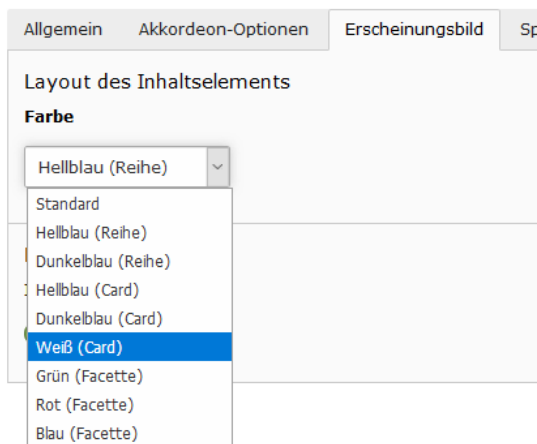 Allgemein Akkordeon-Optionen Erscheinungsbild Sp
Layout des Inhaltselements
Farbe
Hellblau (Reihe)
Standard
Hellblau (Reihe)
Dunkelblau (Reihe)
Hellblau (Card)
Dunkelblau (Card)
Weiß (Card)
Grün (Facette)
Rot (Facette)
Blau (Facette)